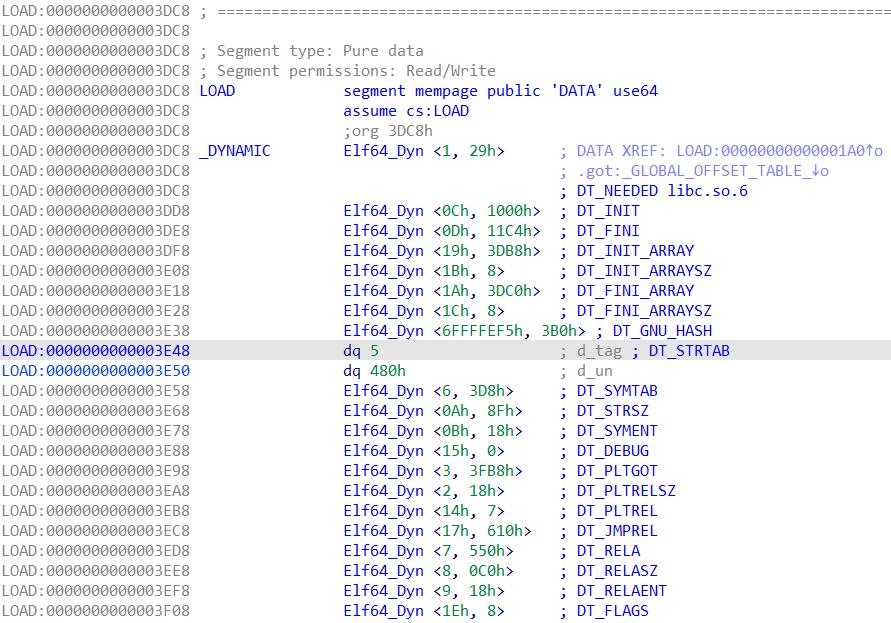 LOAD:0000000000003DC8 ; ===========================================================================
LOAD:0000000000003DC8
LOAD:0000000000003DC8 ; Segment type: Pure data
LOAD:0000000000003DC8 ; Segment permissions: Read/Write
LOAD:0000000000003DC8 LOAD            segment mempage public 'DATA' use64
LOAD:0000000000003DC8                 assume cs:LOAD
LOAD:0000000000003DC8                 ;org 3DC8h
LOAD:0000000000003DC8 _DYNAMIC        Elf64_Dyn <1, 29h>      ; DATA XREF: LOAD:00000000000001A0↑o
LOAD:0000000000003DC8                                         ; .got:_GLOBAL_OFFSET_TABLE_↓o
LOAD:0000000000003DC8                                         ; DT_NEEDED libc.so.6
LOAD:0000000000003DD8                 Elf64_Dyn <0Ch, 1000h>  ; DT_INIT
LOAD:0000000000003DE8                 Elf64_Dyn <0Dh, 11C4h>  ; DT_FINI
LOAD:0000000000003DF8                 Elf64_Dyn <19h, 3DB8h>  ; DT_INIT_ARRAY
LOAD:0000000000003E08                 Elf64_Dyn <1Bh, 8>      ; DT_INIT_ARRAYSZ
LOAD:0000000000003E18                 Elf64_Dyn <1Ah, 3DC0h>  ; DT_FINI_ARRAY
LOAD:0000000000003E28                 Elf64_Dyn <1Ch, 8>      ; DT_FINI_ARRAYSZ
LOAD:0000000000003E38                 Elf64_Dyn <6FFFFEF5h, 3B0h> ; DT_GNU_HASH
LOAD:0000000000003E48                 dq 5                    ; d_tag ; DT_STRTAB
LOAD:0000000000003E50                 dq 480h                 ; d_un
LOAD:0000000000003E58                 Elf64_Dyn <6, 3D8h>     ; DT_SYMTAB
LOAD:0000000000003E68                 Elf64_Dyn <0Ah, 8Fh>    ; DT_STRSZ
LOAD:0000000000003E78                 Elf64_Dyn <0Bh, 18h>    ; DT_SYMENT
LOAD:0000000000003E88                 Elf64_Dyn <15h, 0>      ; DT_DEBUG
LOAD:0000000000003E98                 Elf64_Dyn <3, 3FB8h>    ; DT_PLTGOT
LOAD:0000000000003EA8                 Elf64_Dyn <2, 18h>      ; DT_PLTRELSZ
LOAD:0000000000003EB8                 Elf64_Dyn <14h, 7>      ; DT_PLTREL
LOAD:0000000000003EC8                 Elf64_Dyn <17h, 610h>   ; DT_JMPREL
LOAD:0000000000003ED8                 Elf64_Dyn <7, 550h>     ; DT_RELA
LOAD:0000000000003EE8                 Elf64_Dyn <8, 0C0h>     ; DT_RELASZ
LOAD:0000000000003EF8                 Elf64_Dyn <9, 18h>      ; DT_RELAENT
LOAD:0000000000003F08                 Elf64_Dyn <1Eh, 8>      ; DT_FLAGS